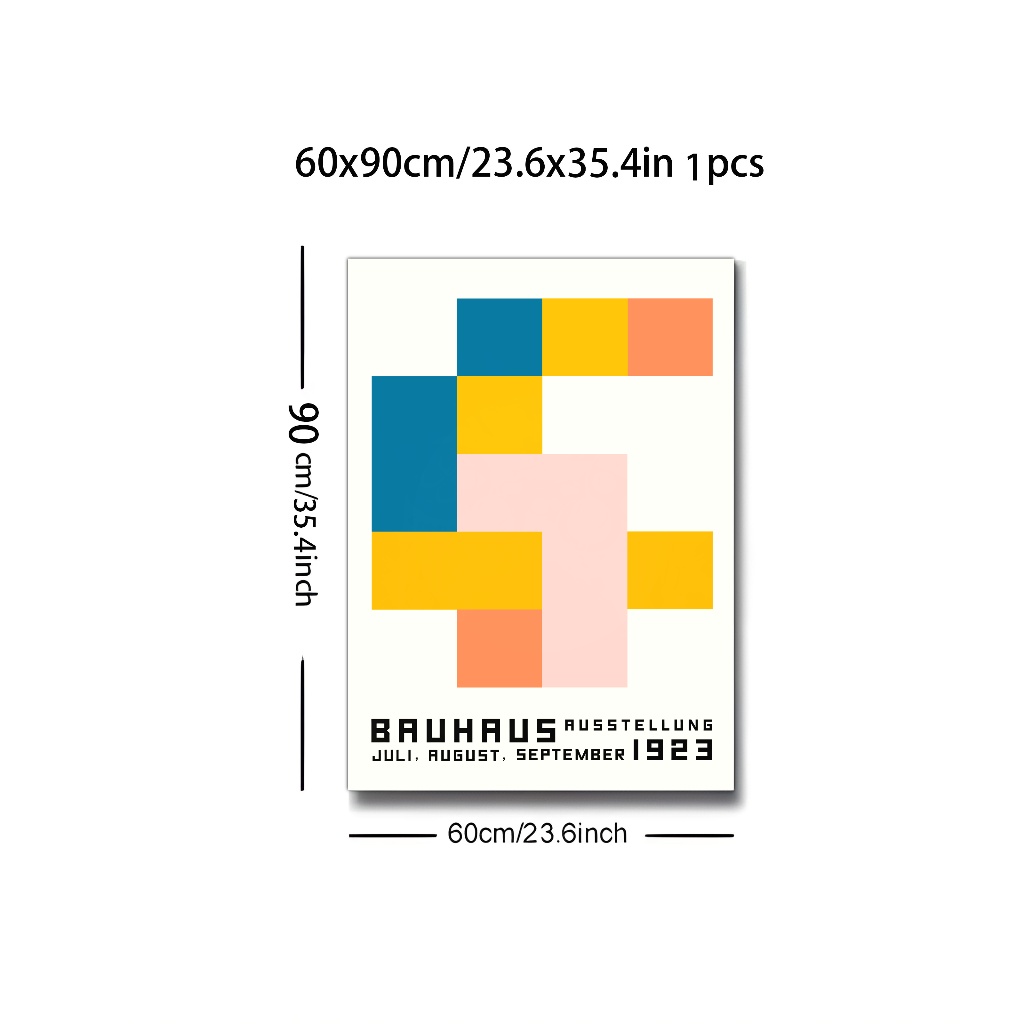 60x90cm/23.6x35.4in 1pcs
90 cm/35.4inch
BAUHAUS AUSSTELLUNG
JULI, AUGUST, SEPTEMBER 1923
60cm/23.6inch